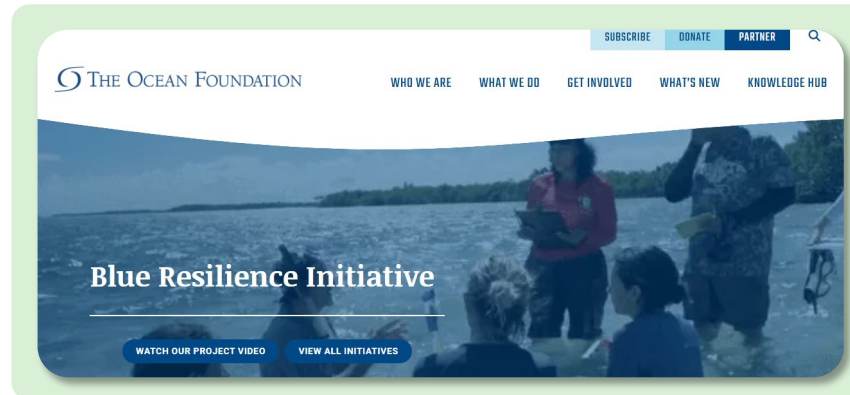 SUBSCRIBE DONATE PARTNER
THE OCEAN FOUNDATION
WHO WE ARE WHAT WE DO GET INVOLVED WHAT'S NEW KNOWLEDGE HUB
Blue Resilience Initiative
WATCH OUR PROJECT VIDEO VIEW ALL INITIATIVES